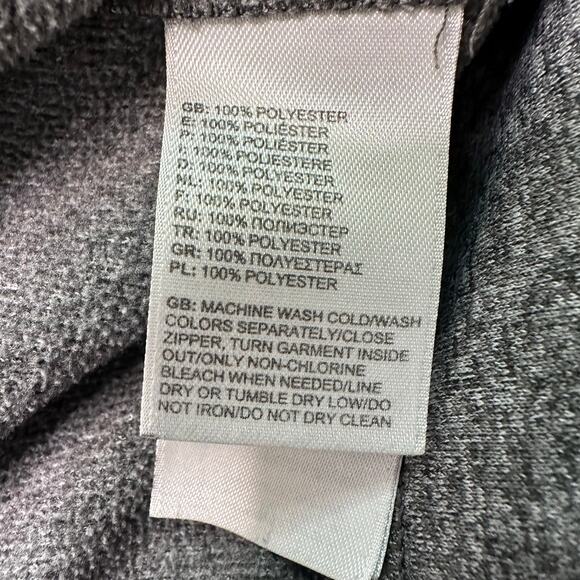 GB: 100% POLYESTER
E: 100% POLIÉSTER
P: 100% POLIÉSTER
I: 100% POLIESTERE
D: 100% POLYESTER
NL: 100% POLYESTER
F: 100% POLYESTER
RU: 100% ПОЛИЭСТЕР
TR: 100% POLYESTER
GR: 100% ΠΟΛΥΕΣΤΕΡΑΣ
PL: 100% POLYESTER
GB: MACHINE WASH COLD/WASH
COLORS SEPARATELY/CLOSE
ZIPPER, TURN GARMENT INSIDE
OUT/ONLY NON-CHLORINE
BLEACH WHEN NEEDED/LINE
DRY OR TUMBLE DRY LOW/DO
NOT IRON/DO NOT DRY CLEAN